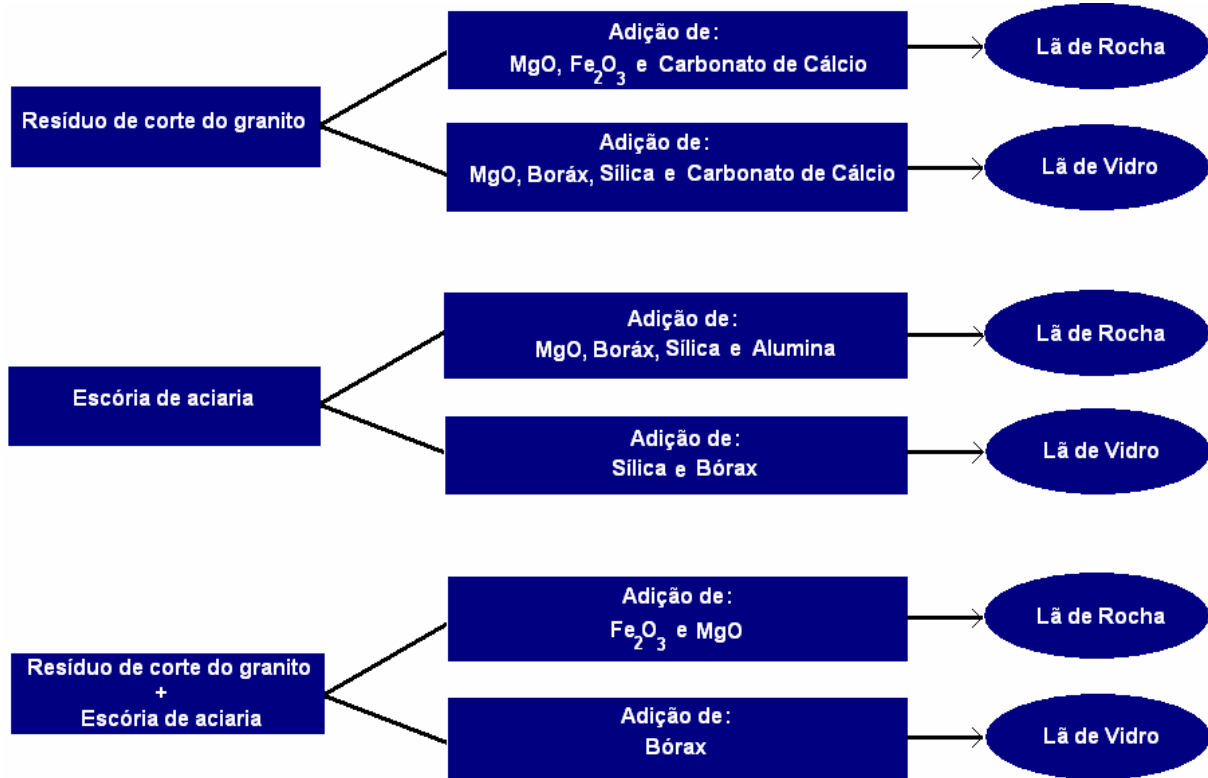 Resíduo de corte do granito
Adição de:
MgO, Fe₂O₃ e Carbonato de Cálcio
Lã de Rocha
Adição de:
MgO, Boráx, Sílica e Carbonato de Cálcio
Lã de Vidro
Escória de aciaria
Adição de:
MgO, Boráx, Sílica e Alumina
Lã de Rocha
Adição de:
Sílica e Bórax
Lã de Vidro
Resíduo de corte do granito
+
Escória de aciaria
Adição de:
Fe₂O₃ e MgO
Lã de Rocha
Adição de:
Bórax
Lã de Vidro